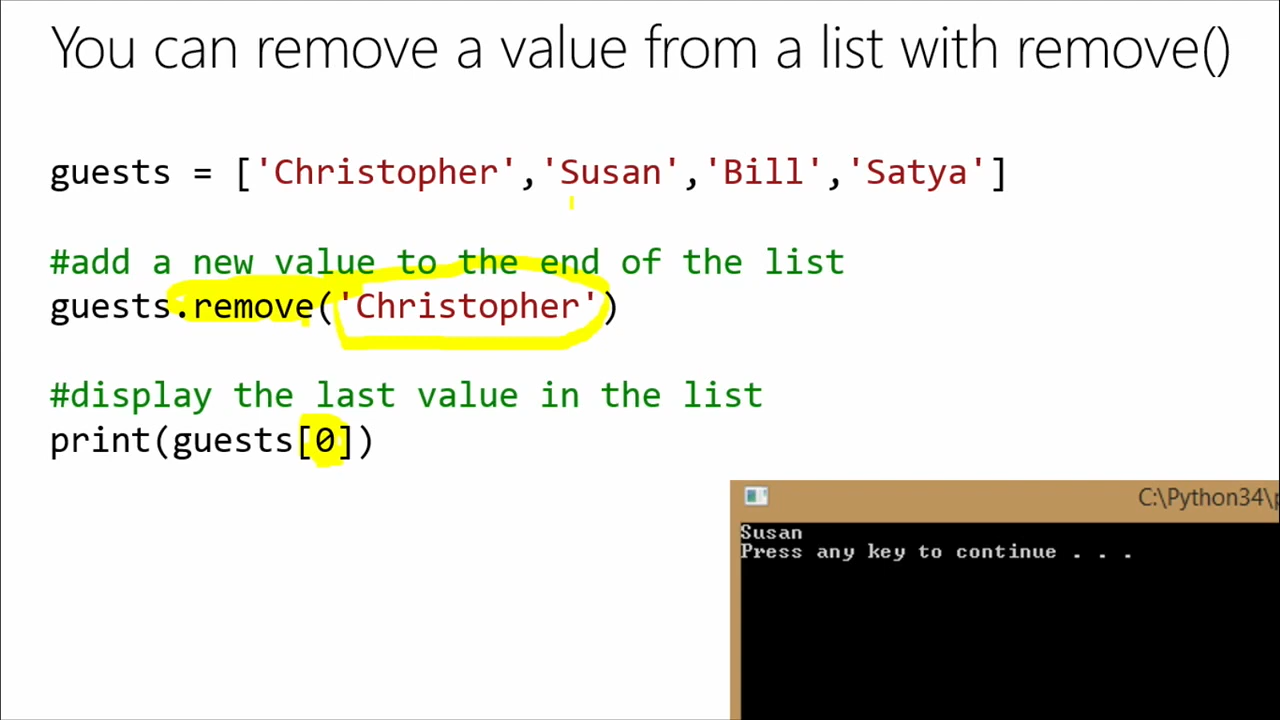 You can remove a value from a list with remove()
guests = ['Christopher','Susan','Bill','Satya']
#add a new value to the end of the list
guests.remove('Christopher')
#display the last value in the list
print(guests[0])
C:\Python34\p
Susan
Press any key to continue . . .